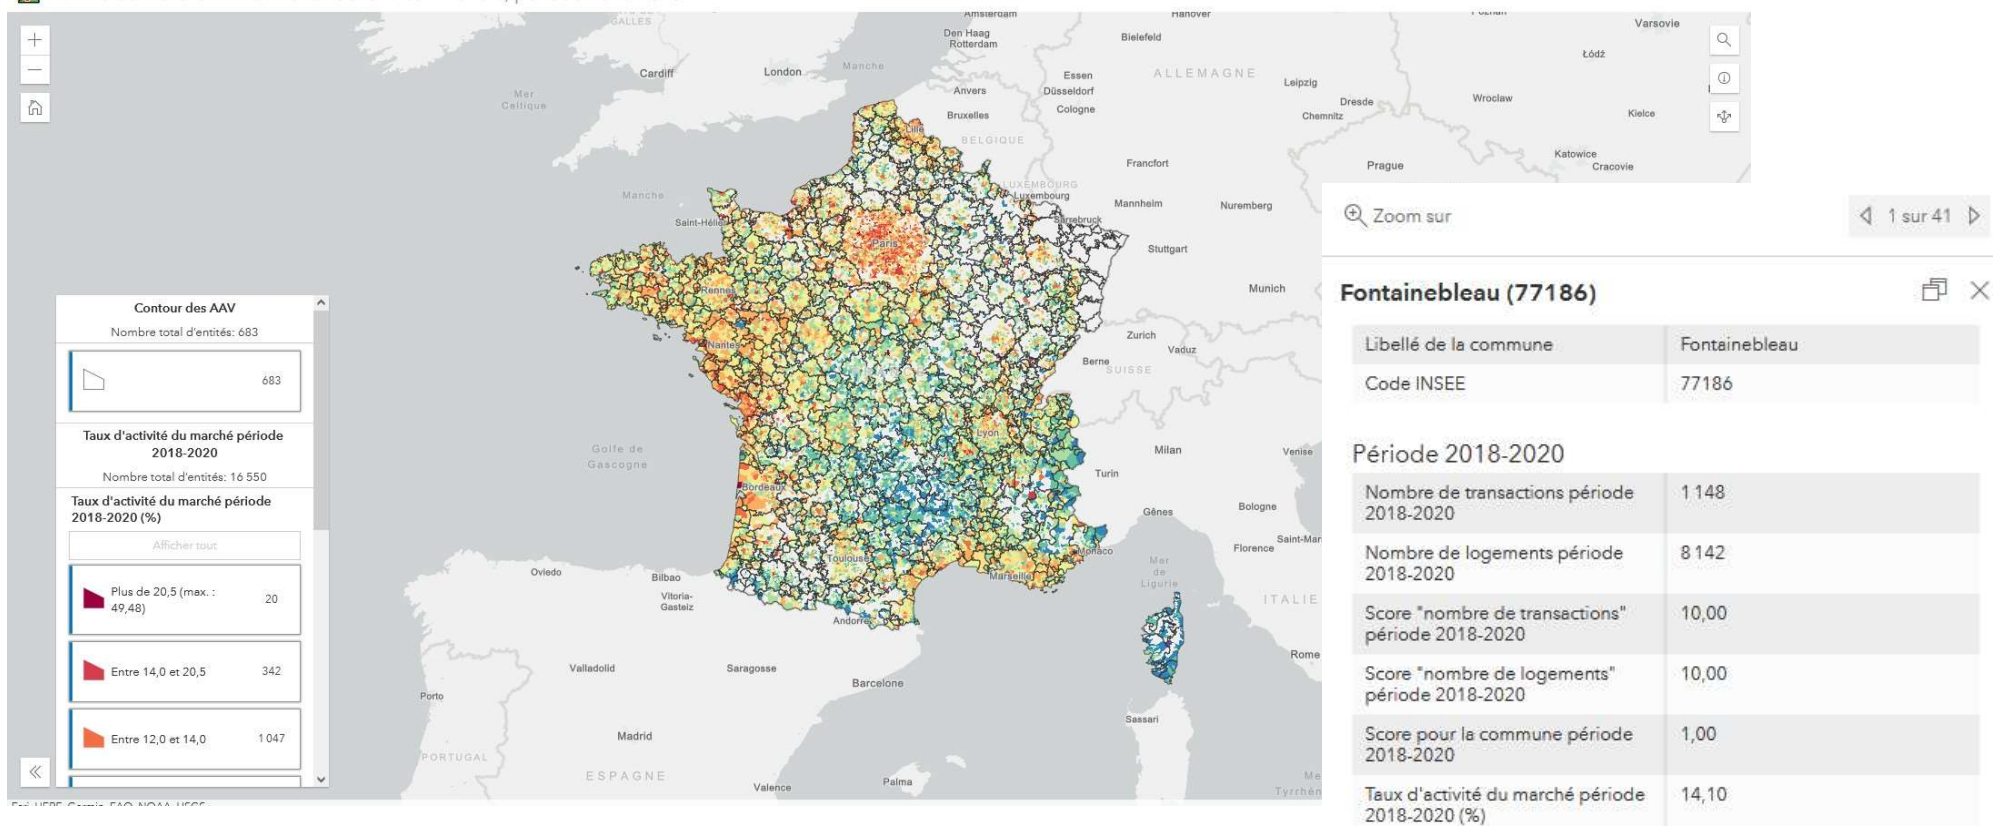 GALLES
Amsterdam
Hanover
Poznań
Varsovie
Den Haag
Rotterdam
Bielefeld
Łódź
Cardiff
London
Manche
Essen
Düsseldorf
Cologne
ALLEMAGNE
Leipzig
Dresde
Chemnitz
Wroclaw
Kielce
Mer
Celtique
Anvers
Bruxelles
Lille
BELGIQUE
Francfort
Prague
Katowice
Cracovie
Manche
LUXEMBOURG
Luxembourg
Mannheim
Nuremberg
Saint-Hélier
Sarrebruck
Paris
Stuttgart
Rennes
Munich
Nantes
Zurich
Vaduz
Berne
SUISSE
Lyon
Golfe de
Gascogne
Milan
Venise
Turin
Bordeaux
Gênes
Bologne
Florence
Saint-Mar
Monaco
Toulouse
Marseille
Mer
de
Ligurie
Oviedo
Bilbao
Vitoria-
Gasteiz
Andorre
ITALIE
Valladolid
Saragosse
Barcelone
Rome
Porto
Sassari
Madrid
PORTUGAL
ESPAGNE
Valence
Palma
Me
Tyrrhén
Contour des AAV
Nombre total d'entités: 683
683
Taux d'activité du marché période
2018-2020
Nombre total d'entités: 16 550
Taux d'activité du marché période
2018-2020 (%)
Afficher tout
Plus de 20,5 (max. :
49,48) 20
Entre 14,0 et 20,5 342
Entre 12,0 et 14,0 1 047
Zoom sur
1 sur 41
Fontainebleau (77186)
Libellé de la commune Fontainebleau
Code INSEE 77186
Période 2018-2020
Nombre de transactions période 1 148
2018-2020
Nombre de logements période 8 142
2018-2020
Score "nombre de transactions" 10,00
période 2018-2020
Score "nombre de logements" 10,00
période 2018-2020
Score pour la commune période 1,00
2018-2020
Taux d'activité du marché période 14,10
2018-2020 (%)